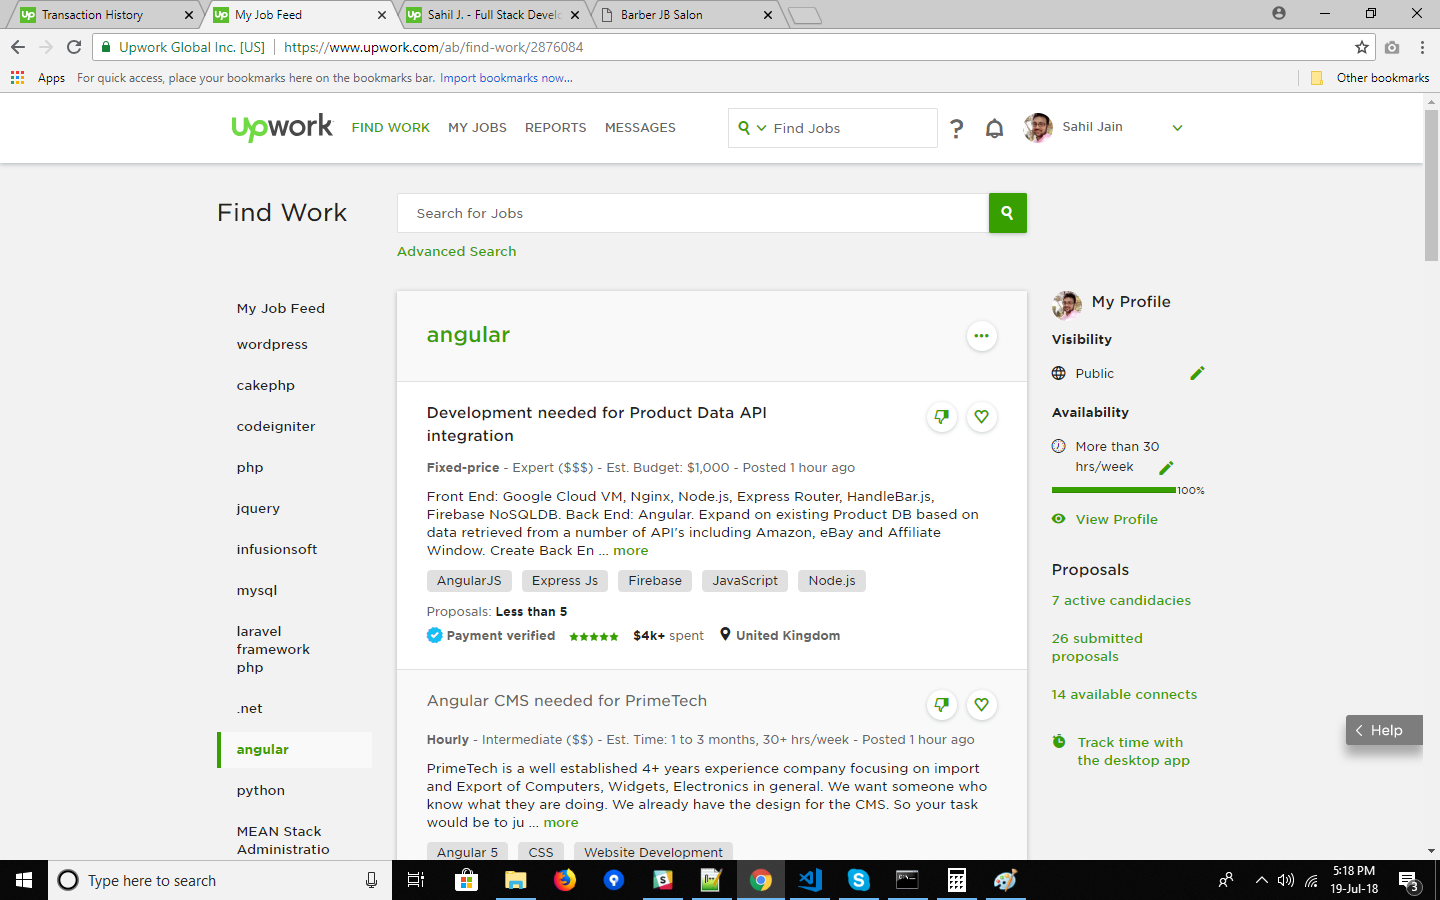 Transaction History
My Job Feed
Sahil J. - Full Stack Develo
Barber JB Salon
Upwork Global Inc. [US]
https://www.upwork.com/ab/find-work/2876084
Apps
For quick access, place your bookmarks here on the bookmarks bar.
Import bookmarks now...
Other bookmarks
upwork
FIND WORK
MY JOBS
REPORTS
MESSAGES
Find Jobs
?
Sahil Jain
Find Work
Search for Jobs
Advanced Search
My Job Feed
wordpress
cakephp
codeigniter
php
jquery
infusionsoft
mysql
laravel
framework
php
.net
angular
python
MEAN Stack
Administratio
angular
Development needed for Product Data API
integration
Fixed-price - Expert ($$$) - Est. Budget: $1,000 - Posted 1 hour ago
Front End: Google Cloud VM, Nginx, Node.js, Express Router, HandleBar.js,
Firebase NoSQLDB. Back End: Angular. Expand on existing Product DB based on
data retrieved from a number of API's including Amazon, eBay and Affiliate
Window. Create Back En ... more
AngularJS
Express Js
Firebase
JavaScript
Node.js
Proposals: Less than 5
Payment verified
$4k+ spent
United Kingdom
Angular CMS needed for PrimeTech
Hourly - Intermediate ($$) - Est. Time: 1 to 3 months, 30+ hrs/week - Posted 1 hour ago
PrimeTech is a well established 4+ years experience company focusing on import
and Export of Computers, Widgets, Electronics in general. We want someone who
know what they are doing. We already have the design for the CMS. So your task
would be to ju ... more
Angular 5
CSS
Website Development
My Profile
Visibility
Public
Availability
More than 30
hrs/week
100%
View Profile
Proposals
7 active candidacies
26 submitted
proposals
14 available connects
Track time with
the desktop app
Help
Type here to search
5:18 PM
19-Jul-18
3